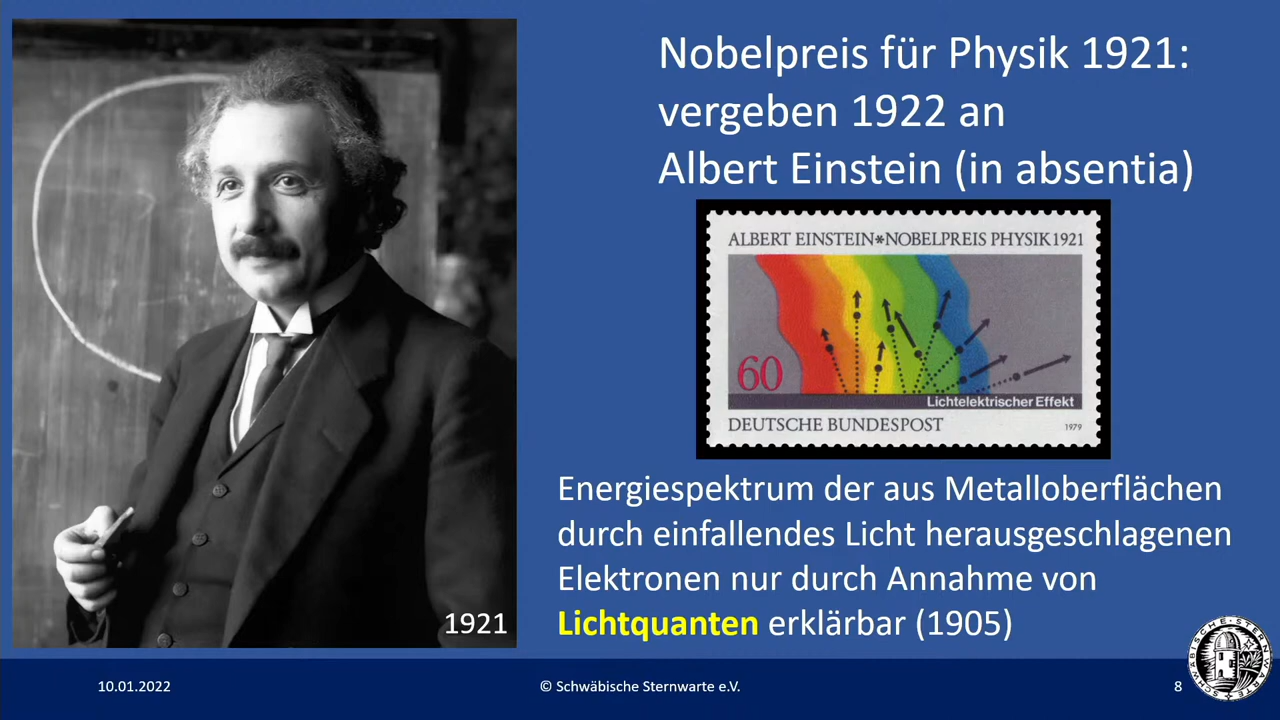 Nobelpreis für Physik 1921:
vergeben 1922 an
Albert Einstein (in absentia)
ALBERT EINSTEIN*NOBELPREIS PHYSIK 1921
60
Lichtelektrischer Effekt
DEUTSCHE BUNDESPOST
1979
Energiespektrum der aus Metalloberflächen
durch einfallendes Licht herausgeschlagenen
Elektronen nur durch Annahme von
Lichtquanten erklärbar (1905)
1921
10.01.2022
© Schwäbische Sternwarte e.V.
8
SCHWÄBISCHE · STERNWARTE